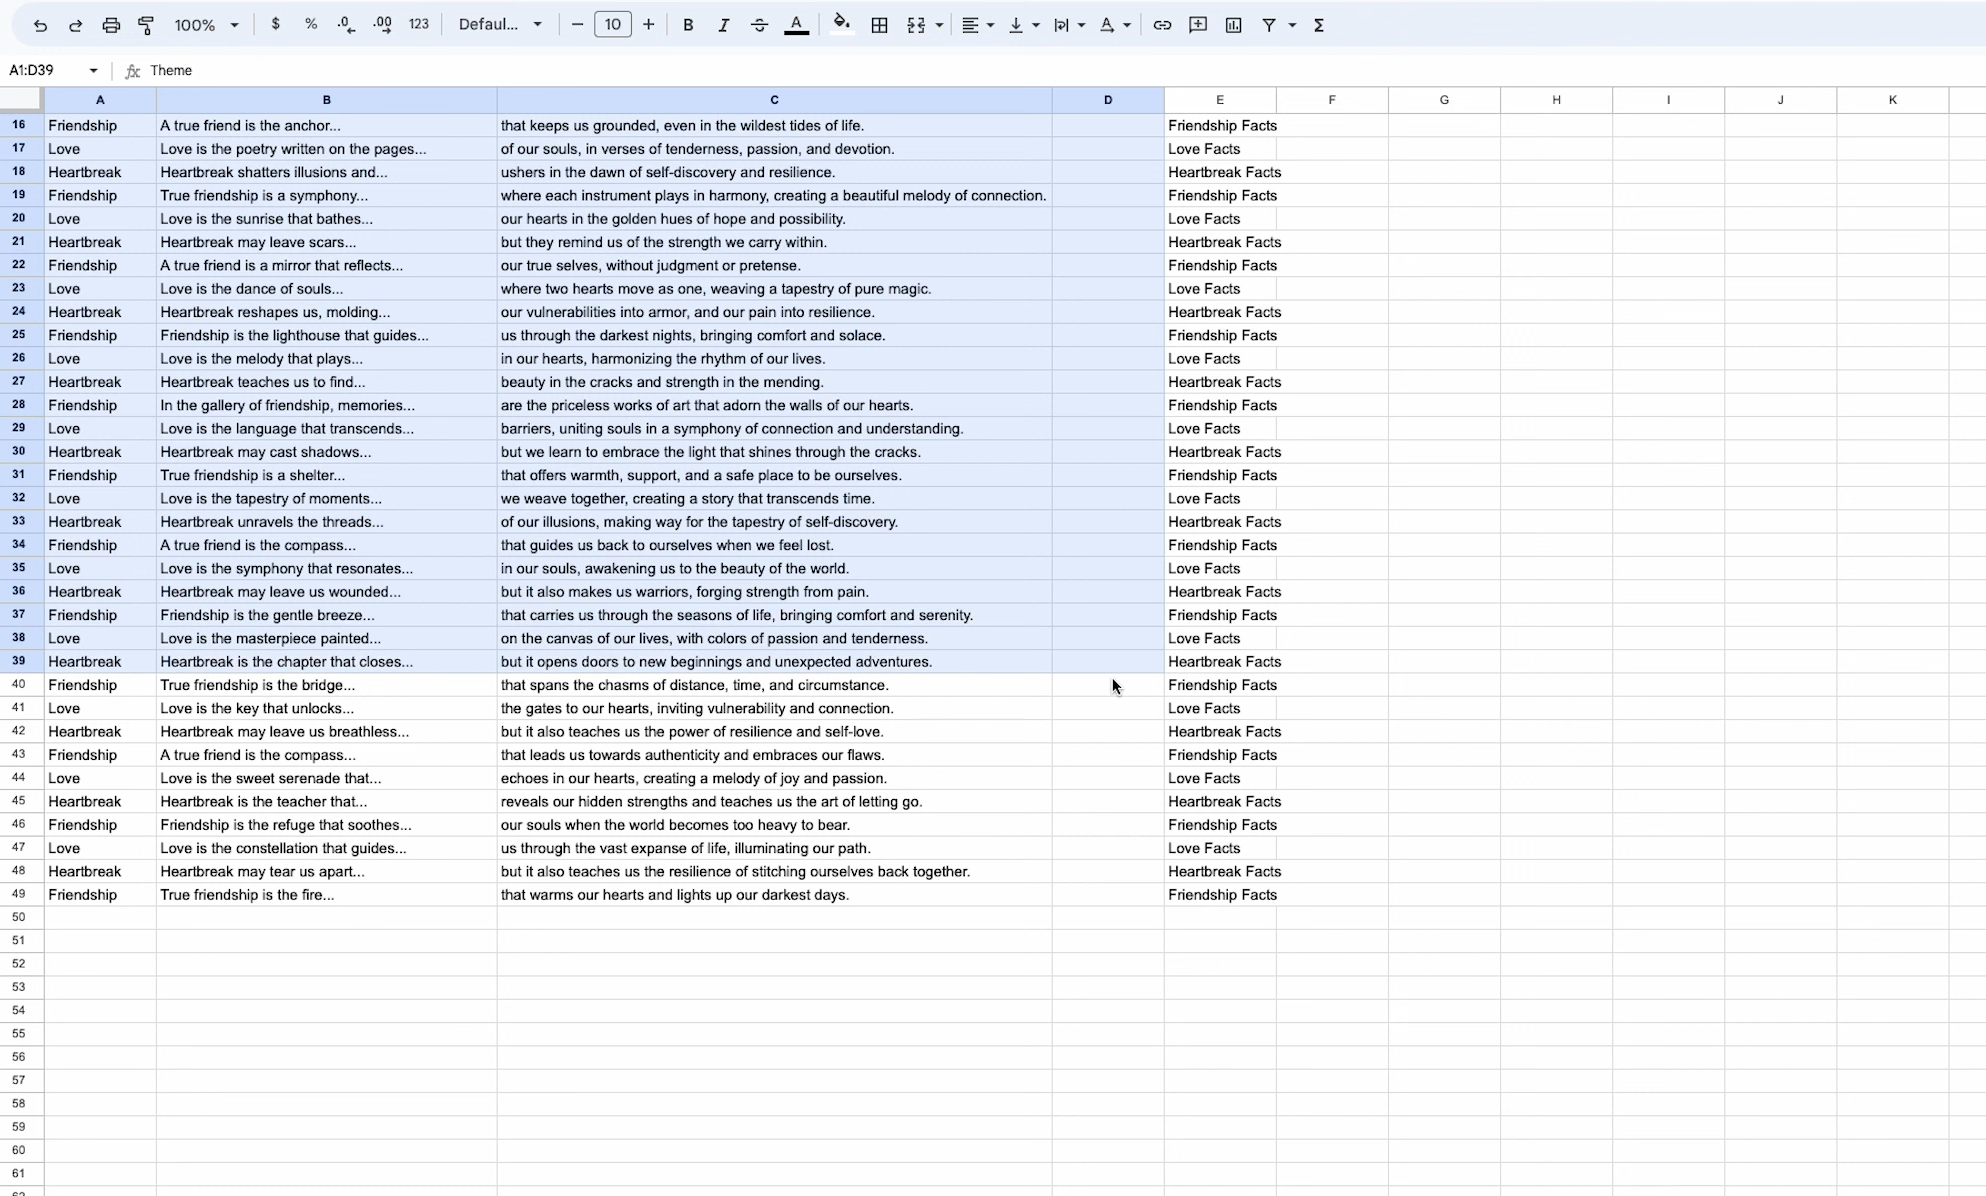 100% $ % .0 .00 123 Defaul... 10 B I A A Σ
A1:D39 fx Theme
A B C D E F G H I J K
16 Friendship A true friend is the anchor... that keeps us grounded, even in the wildest tides of life. Friendship Facts
17 Love Love is the poetry written on the pages... of our souls, in verses of tenderness, passion, and devotion. Love Facts
18 Heartbreak Heartbreak shatters illusions and... ushers in the dawn of self-discovery and resilience. Heartbreak Facts
19 Friendship True friendship is a symphony... where each instrument plays in harmony, creating a beautiful melody of connection. Friendship Facts
20 Love Love is the sunrise that bathes... our hearts in the golden hues of hope and possibility. Love Facts
21 Heartbreak Heartbreak may leave scars... but they remind us of the strength we carry within. Heartbreak Facts
22 Friendship A true friend is a mirror that reflects... our true selves, without judgment or pretense. Friendship Facts
23 Love Love is the dance of souls... where two hearts move as one, weaving a tapestry of pure magic. Love Facts
24 Heartbreak Heartbreak reshapes us, molding... our vulnerabilities into armor, and our pain into resilience. Heartbreak Facts
25 Friendship Friendship is the lighthouse that guides... us through the darkest nights, bringing comfort and solace. Friendship Facts
26 Love Love is the melody that plays... in our hearts, harmonizing the rhythm of our lives. Love Facts
27 Heartbreak Heartbreak teaches us to find... beauty in the cracks and strength in the mending. Heartbreak Facts
28 Friendship In the gallery of friendship, memories... are the priceless works of art that adorn the walls of our hearts. Friendship Facts
29 Love Love is the language that transcends... barriers, uniting souls in a symphony of connection and understanding. Love Facts
30 Heartbreak Heartbreak may cast shadows... but we learn to embrace the light that shines through the cracks. Heartbreak Facts
31 Friendship True friendship is a shelter... that offers warmth, support, and a safe place to be ourselves. Friendship Facts
32 Love Love is the tapestry of moments... we weave together, creating a story that transcends time. Love Facts
33 Heartbreak Heartbreak unravels the threads... of our illusions, making way for the tapestry of self-discovery. Heartbreak Facts
34 Friendship A true friend is the compass... that guides us back to ourselves when we feel lost. Friendship Facts
35 Love Love is the symphony that resonates... in our souls, awakening us to the beauty of the world. Love Facts
36 Heartbreak Heartbreak may leave us wounded... but it also makes us warriors, forging strength from pain. Heartbreak Facts
37 Friendship Friendship is the gentle breeze... that carries us through the seasons of life, bringing comfort and serenity. Friendship Facts
38 Love Love is the masterpiece painted... on the canvas of our lives, with colors of passion and tenderness. Love Facts
39 Heartbreak Heartbreak is the chapter that closes... but it opens doors to new beginnings and unexpected adventures. Heartbreak Facts
40 Friendship True friendship is the bridge... that spans the chasms of distance, time, and circumstance. Friendship Facts
41 Love Love is the key that unlocks... the gates to our hearts, inviting vulnerability and connection. Love Facts
42 Heartbreak Heartbreak may leave us breathless... but it also teaches us the power of resilience and self-love. Heartbreak Facts
43 Friendship A true friend is the compass... that leads us towards authenticity and embraces our flaws. Friendship Facts
44 Love Love is the sweet serenade that... echoes in our hearts, creating a melody of joy and passion. Love Facts
45 Heartbreak Heartbreak is the teacher that... reveals our hidden strengths and teaches us the art of letting go. Heartbreak Facts
46 Friendship Friendship is the refuge that soothes... our souls when the world becomes too heavy to bear. Friendship Facts
47 Love Love is the constellation that guides... us through the vast expanse of life, illuminating our path. Love Facts
48 Heartbreak Heartbreak may tear us apart... but it also teaches us the resilience of stitching ourselves back together. Heartbreak Facts
49 Friendship True friendship is the fire... that warms our hearts and lights up our darkest days. Friendship Facts
50
51
52
53
54
55
56
57
58
59
60
61